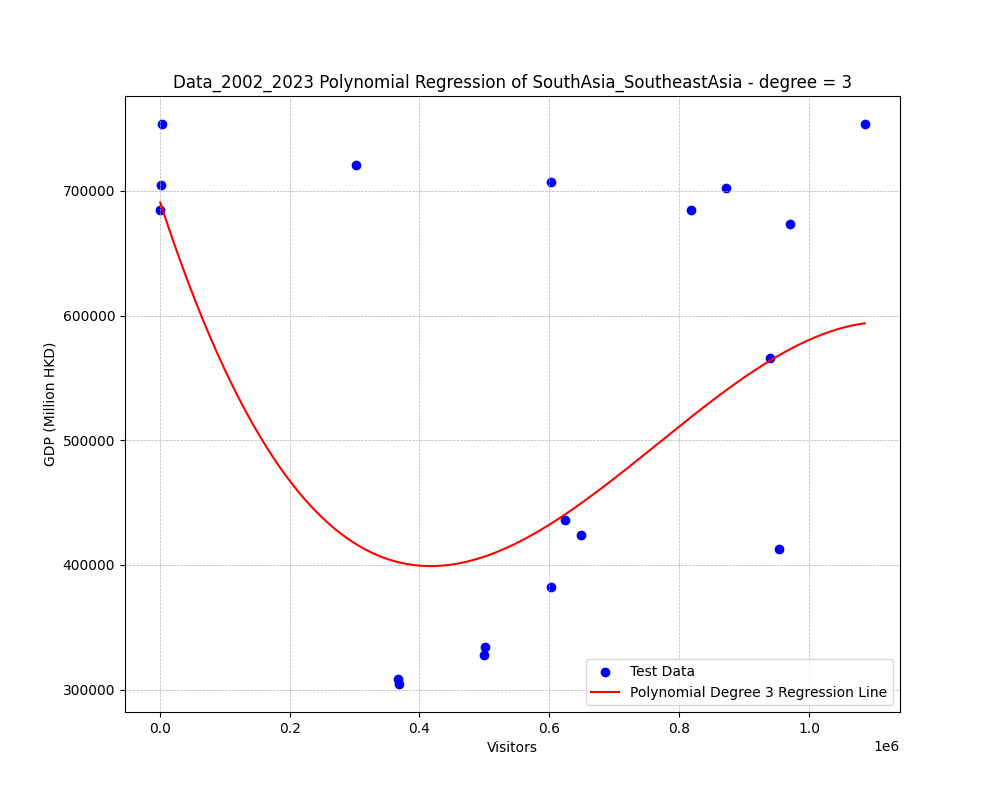 Data_2002_2023 Polynomial Regression of SouthAsia_SoutheastAsia - degree = 3
GDP (Million HKD)
700000
600000
500000
400000
300000
Test Data
Polynomial Degree 3 Regression Line
0.0 0.2 0.4 0.6 0.8 1.0
1e6
Visitors